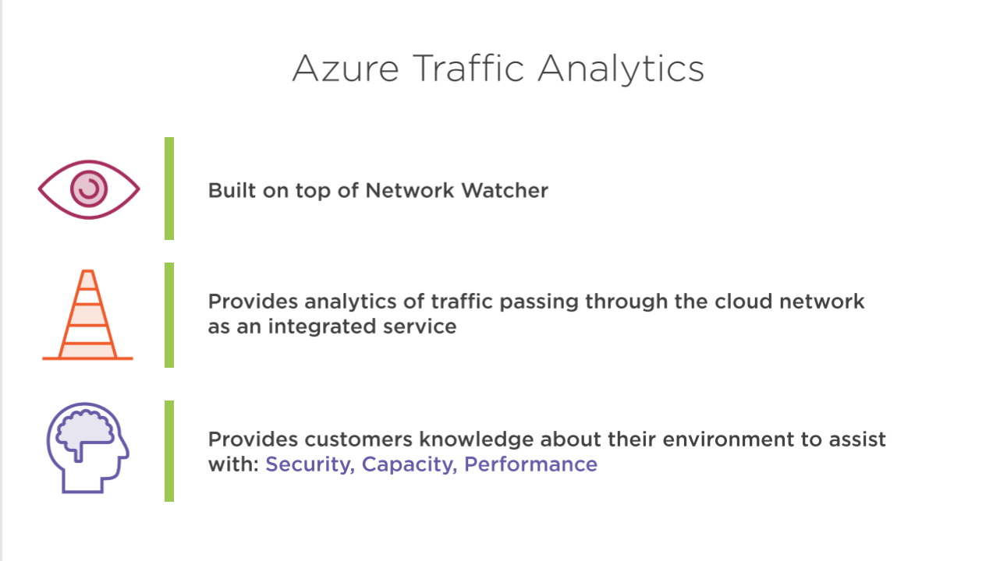 Azure Traffic Analytics
Built on top of Network Watcher
Provides analytics of traffic passing through the cloud network
as an integrated service
Provides customers knowledge about their environment to assist
with: Security, Capacity, Performance